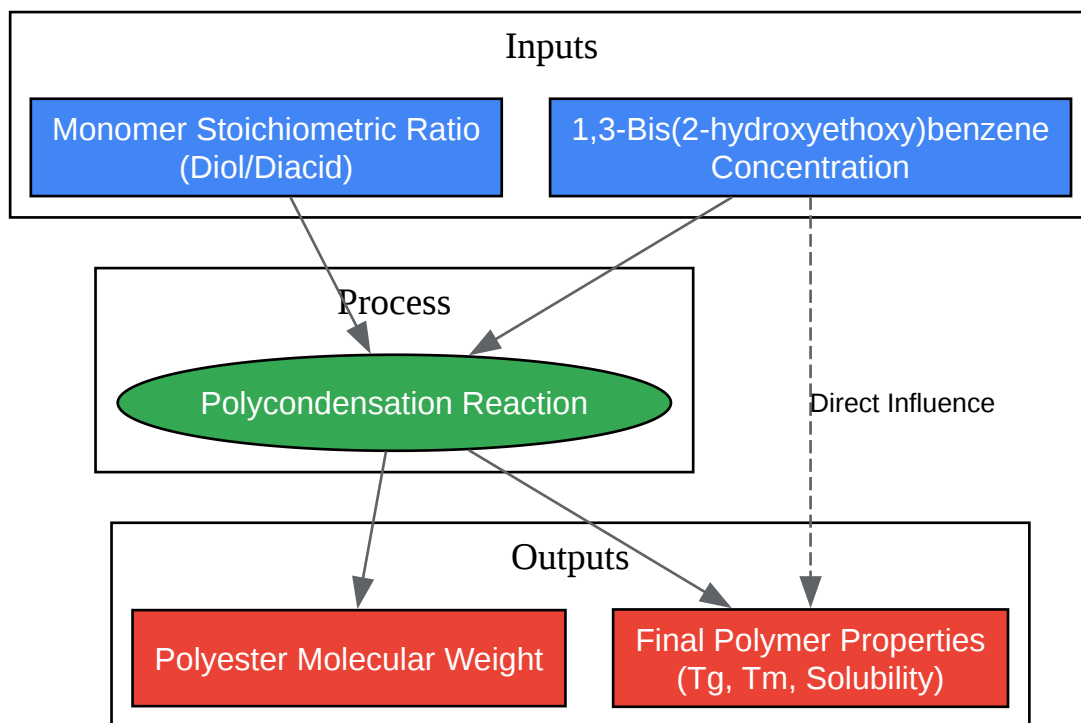 Inputs
Monomer Stoichiometric Ratio
(Diol/Diacid)
1,3-Bis(2-hydroxyethoxy)benzene
Concentration
Process
Polycondensation Reaction
Direct Influence
Outputs
Polyester Molecular Weight
Final Polymer Properties
(Tg, Tm, Solubility)